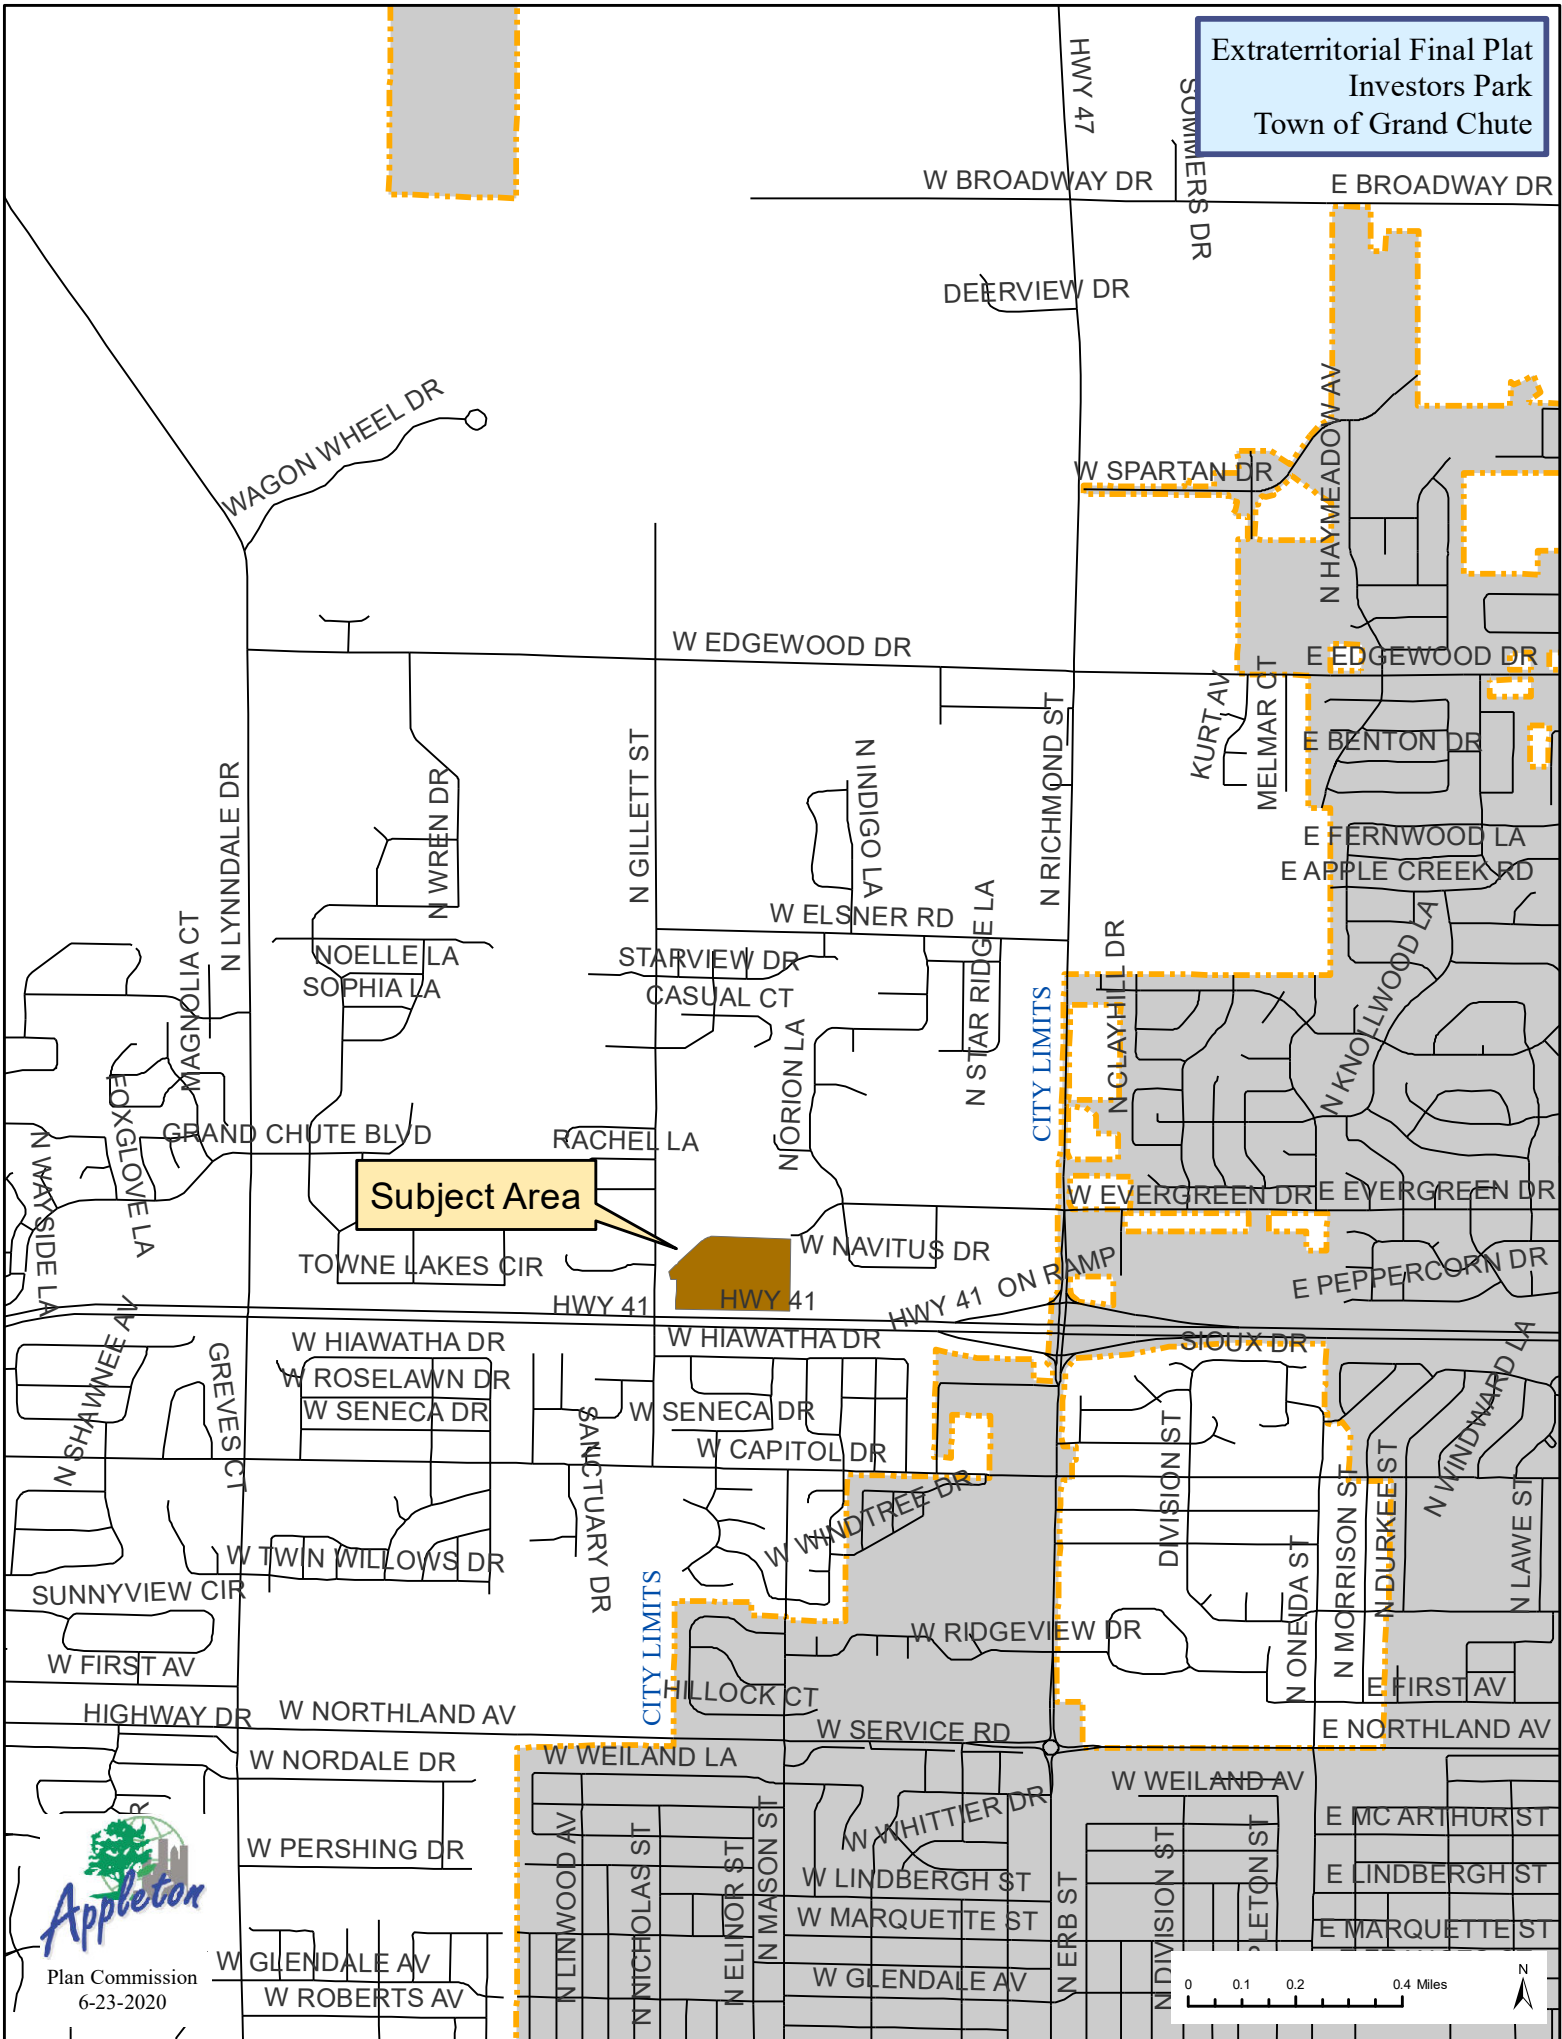 Extraterritorial Final Plat
Investors Park
Town of Grand Chute
HWY 47
SOMMERS DR
W BROADWAY DR
E BROADWAY DR
DEERVIEW DR
WAGON WHEEL DR
W SPARTAN DR
N HAYMEADOW AV
W EDGEWOOD DR
E EDGEWOOD DR
KURT AV
MELMAR CT
E BENTON DR
N LYNNDALE DR
N WREN DR
N GILLETT ST
N INDIGO LA
N RICHMOND ST
E FERNWOOD LA
E APPLE CREEK RD
W ELSNER RD
N STAR RIDGE LA
MAGNOLIA CT
NOELLE LA
SOPHIA LA
STARVIEW DR
CASUAL CT
N CLAYHILL DR
N KNOLLWOOD LA
CITY LIMITS
N ORION LA
FOXGLOVE LA
N WAYSIDE LA
GRAND CHUTE BLVD
RACHEL LA
Subject Area
W EVERGREEN DR
E EVERGREEN DR
TOWNE LAKES CIR
W NAVITUS DR
E PEPPERCORN DR
HWY 41
HWY 41
HWY 41 ON RAMP
N SHAWNEE AV
GREVES CT
W HIAWATHA DR
W HIAWATHA DR
SIOUX DR
W ROSELAWN DR
W SENECA DR
W SENECA DR
SANCTUARY DR
W CAPITOL DR
DIVISION ST
N WINDWARD LA
N MORRISON ST
N DURKEE ST
N LAWE ST
W WINDTREE DR
W TWIN WILLOWS DR
SUNNYVIEW CIR
N ONEIDA ST
CITY LIMITS
W RIDGEVIEW DR
W FIRST AV
HILLOCK CT
E FIRST AV
HIGHWAY DR
W NORTHLAND AV
W SERVICE RD
E NORTHLAND AV
W NORDALE DR
W WEILAND LA
W WEILAND AV
W WHITTIER DR
E MC ARTHUR ST
W PERSHING DR
N LINWOOD AV
N NICHOLAS ST
N ELINOR ST
N MASON ST
W LINDBERGH ST
E LINDBERGH ST
N ERB ST
N DIVISION ST
PLETON ST
W MARQUETTE ST
E MARQUETTE ST
W GLENDALE AV
W GLENDALE AV
W ROBERTS AV
Appleton
Plan Commission
6-23-2020
0 0.1 0.2 0.4 Miles
N